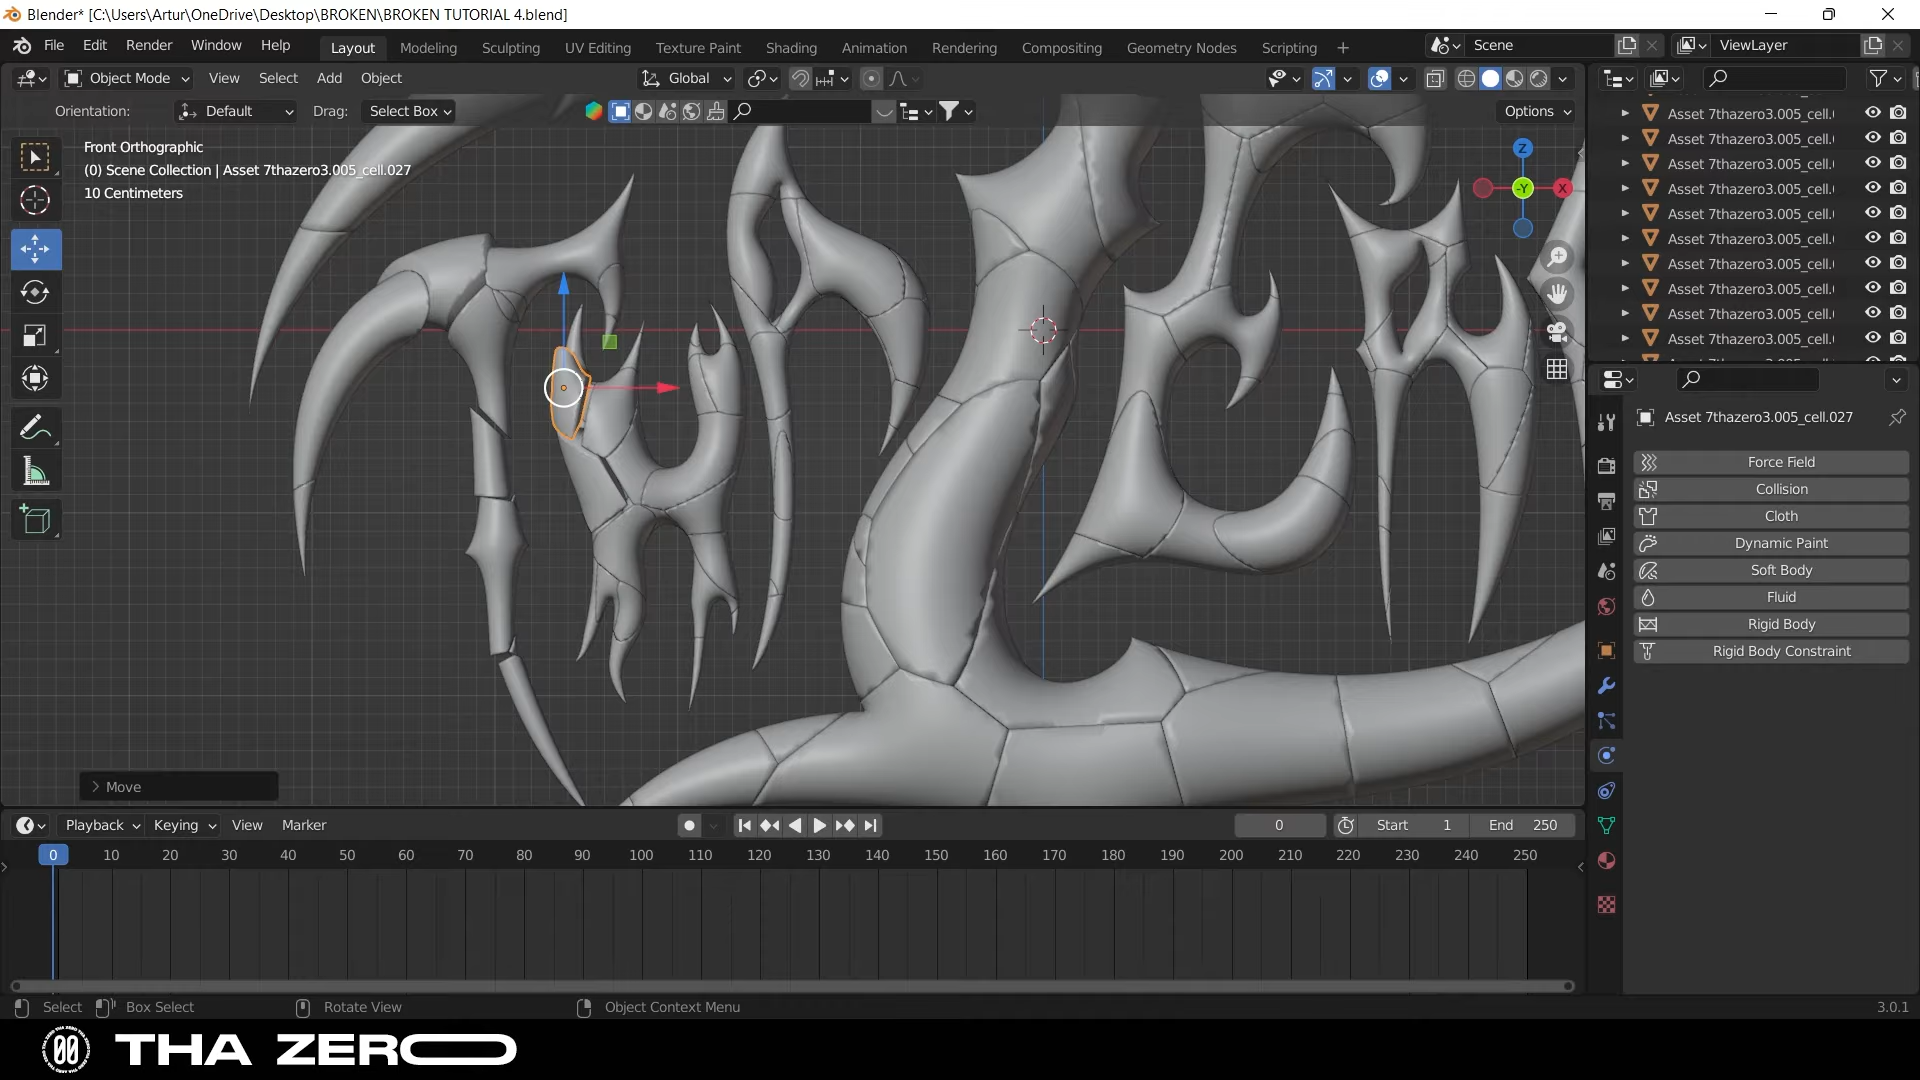 Blender* [C:\Users\Artur\OneDrive\Desktop\BROKEN\BROKEN TUTORIAL 4.blend]
File Edit Render Window Help Layout Modeling Sculpting UV Editing Texture Paint Shading Animation Rendering Compositing Geometry Nodes Scripting + Scene ViewLayer
Object Mode View Select Add Object Global
Orientation: Default Drag: Select Box Options
Front Orthographic
(0) Scene Collection | Asset 7thazero3.005_cell.027
10 Centimeters
Z
-Y X
Asset 7thazero3.005_cell.
Asset 7thazero3.005_cell.
Asset 7thazero3.005_cell.
Asset 7thazero3.005_cell.
Asset 7thazero3.005_cell.
Asset 7thazero3.005_cell.
Asset 7thazero3.005_cell.
Asset 7thazero3.005_cell.
Asset 7thazero3.005_cell.
Asset 7thazero3.005_cell.
Asset 7thazero3.005_cell.027
Force Field
Collision
Cloth
Dynamic Paint
Soft Body
Fluid
Rigid Body
Rigid Body Constraint
Move
Playback Keying View Marker 0 Start 1 End 250
0 10 20 30 40 50 60 70 80 90 100 110 120 130 140 150 160 170 180 190 200 210 220 230 240 250
Select Box Select Rotate View Object Context Menu 3.0.1
00 THA ZERO